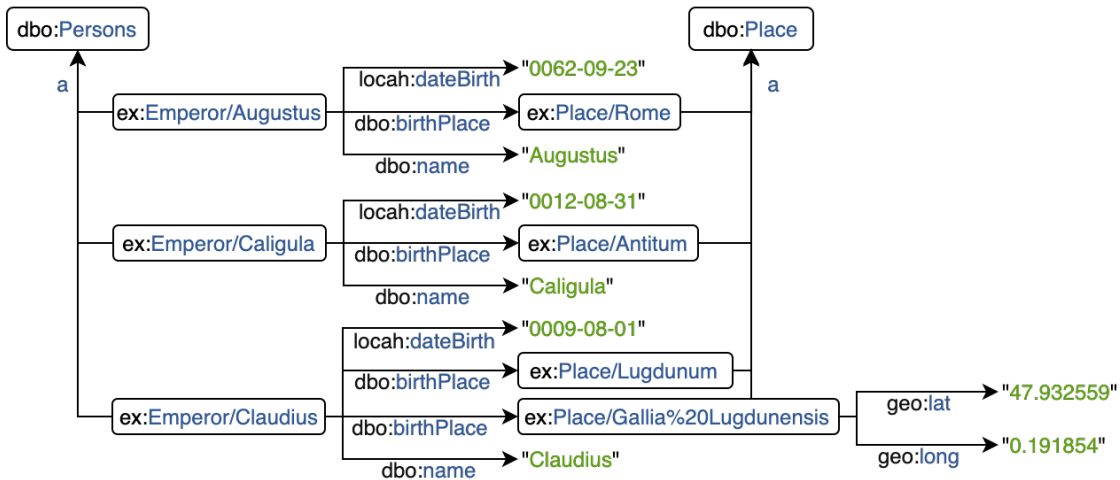 dbo:Persons
dbo:Place
a
a
ex:Emperor/Augustus
locah:dateBirth
"0062-09-23"
dbo:birthPlace
ex:Place/Rome
dbo:name
"Augustus"
ex:Emperor/Caligula
locah:dateBirth
"0012-08-31"
dbo:birthPlace
ex:Place/Antitum
dbo:name
"Caligula"
ex:Emperor/Claudius
locah:dateBirth
"0009-08-01"
dbo:birthPlace
ex:Place/Lugdunum
dbo:birthPlace
ex:Place/Gallia%20Lugdunensis
geo:lat
"47.932559"
geo:long
"0.191854"
dbo:name
"Claudius"